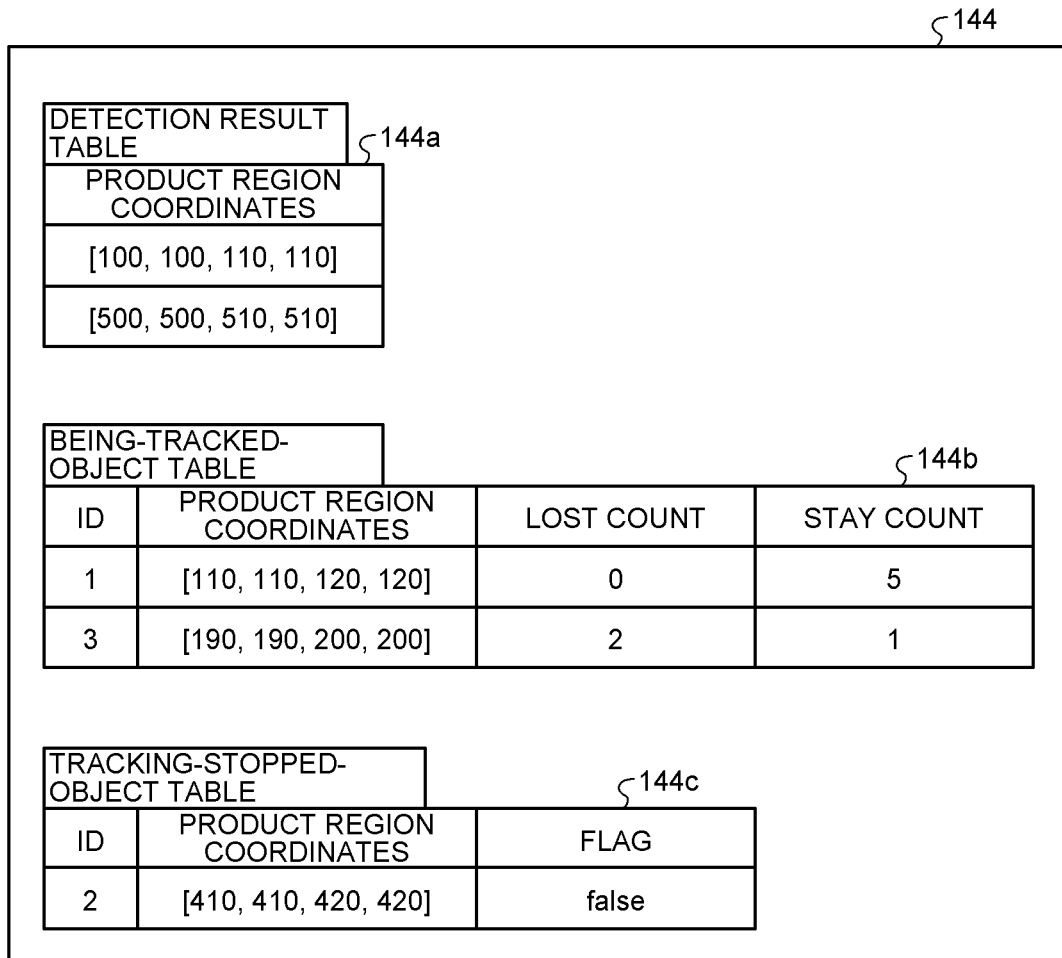 144
DETECTION RESULT
TABLE
144a
PRODUCT REGION
COORDINATES
[100, 100, 110, 110]
[500, 500, 510, 510]
BEING-TRACKED-
OBJECT TABLE
144b
ID PRODUCT REGION COORDINATES LOST COUNT STAY COUNT
1 [110, 110, 120, 120] 0 5
3 [190, 190, 200, 200] 2 1
TRACKING-STOPPED-
OBJECT TABLE
144c
ID PRODUCT REGION COORDINATES FLAG
2 [410, 410, 420, 420] false